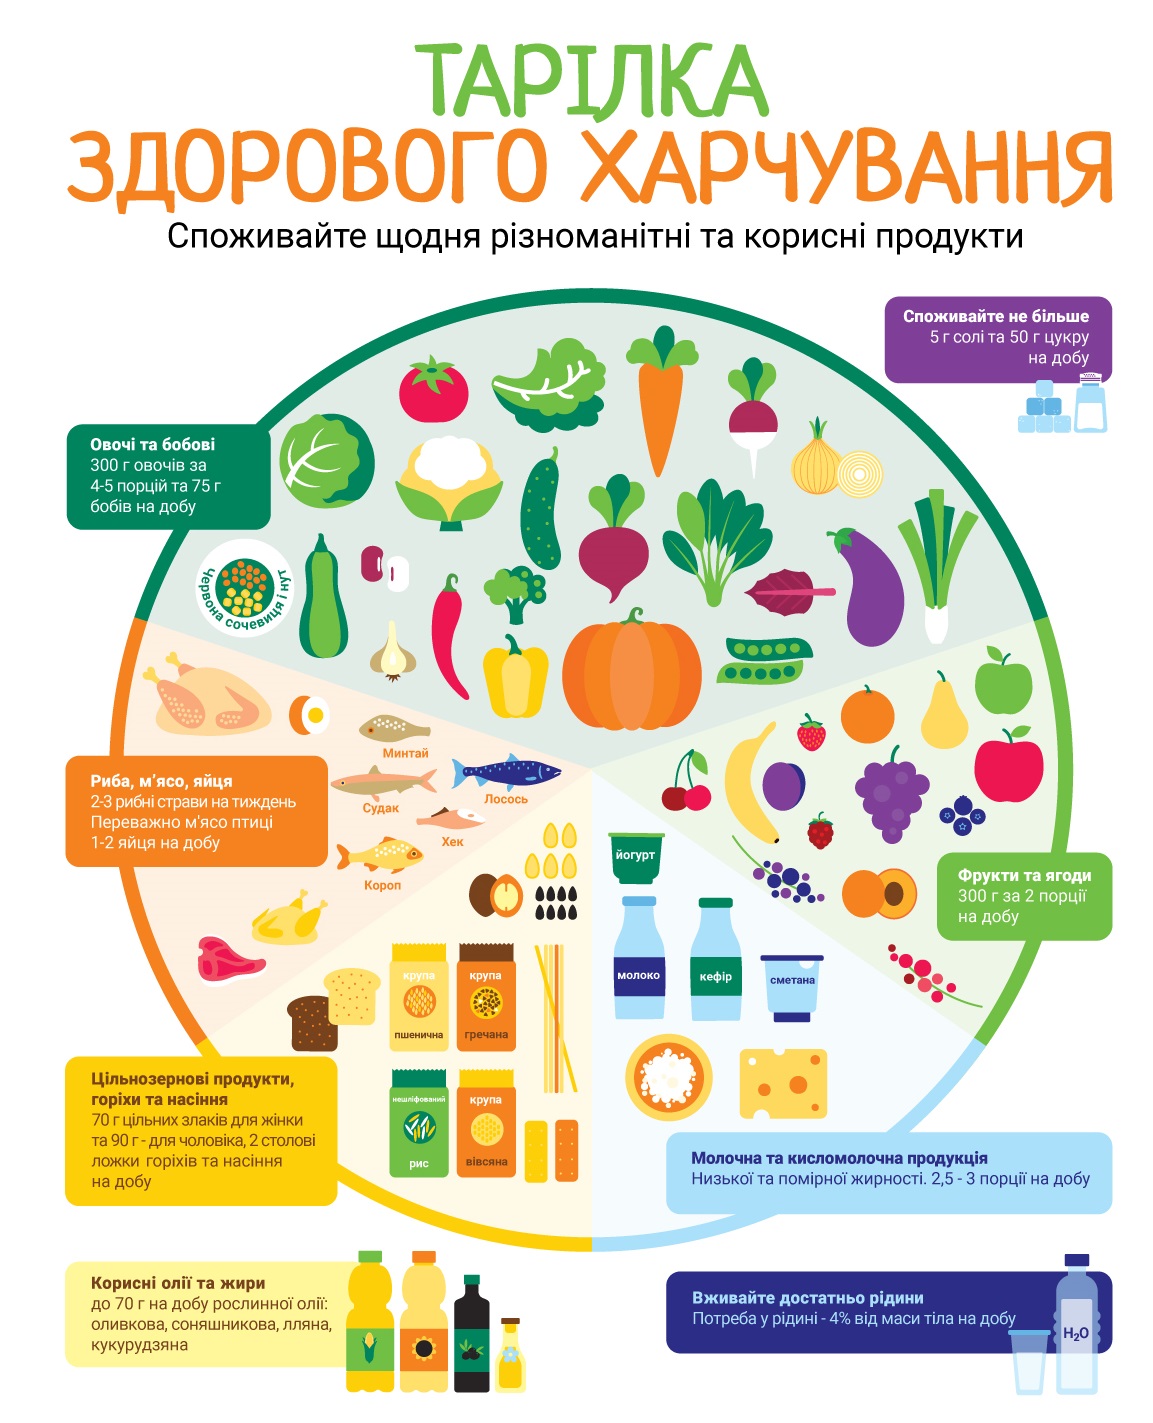 ТАРІЛКА
ЗДОРОВОГО ХАРЧУВАННЯ
Споживайте щодня різноманітні та корисні продукти
Споживайте не більше
5 г солі та 50 г цукру
на добу
Овочі та бобові
300 г овочів за
4-5 порцій та 75 г
бобів на добу
Червона сочевиця і нут
Риба, м'ясо, яйця
2-3 рибні страви на тиждень
Переважно м'ясо птиці
1-2 яйця на добу
Минтай
Лосось
Судак
Хек
Короп
йогурт
молоко
кефір
сметана
Фрукти та ягоди
300 г за 2 порції
на добу
крупа
пшенична
крупа
гречана
нешліфований
рис
крупа
вівсяна
Цільнозернові продукти,
горіхи та насіння
70 г цільних злаків для жінки
та 90 г - для чоловіка, 2 столові
ложки горіхів та насіння
на добу
Молочна та кисломолочна продукція
Низької та помірної жирності. 2,5 - 3 порції на добу
Корисні олії та жири
до 70 г на добу рослинної олії:
оливкова, соняшникова, лляна,
кукурудзяна
Вживайте достатньо рідини
Потреба у рідині - 4% від маси тіла на добу
H₂O